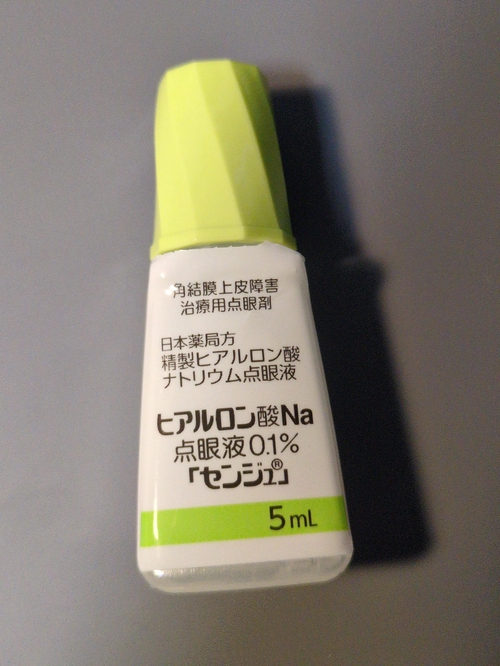 角結膜上皮障害
治療用点眼剤
日本薬局方
精製ヒアルロン酸
ナトリウム点眼液
ヒアルロン酸Na
点眼液0.1%
「センジュ®」
5mL